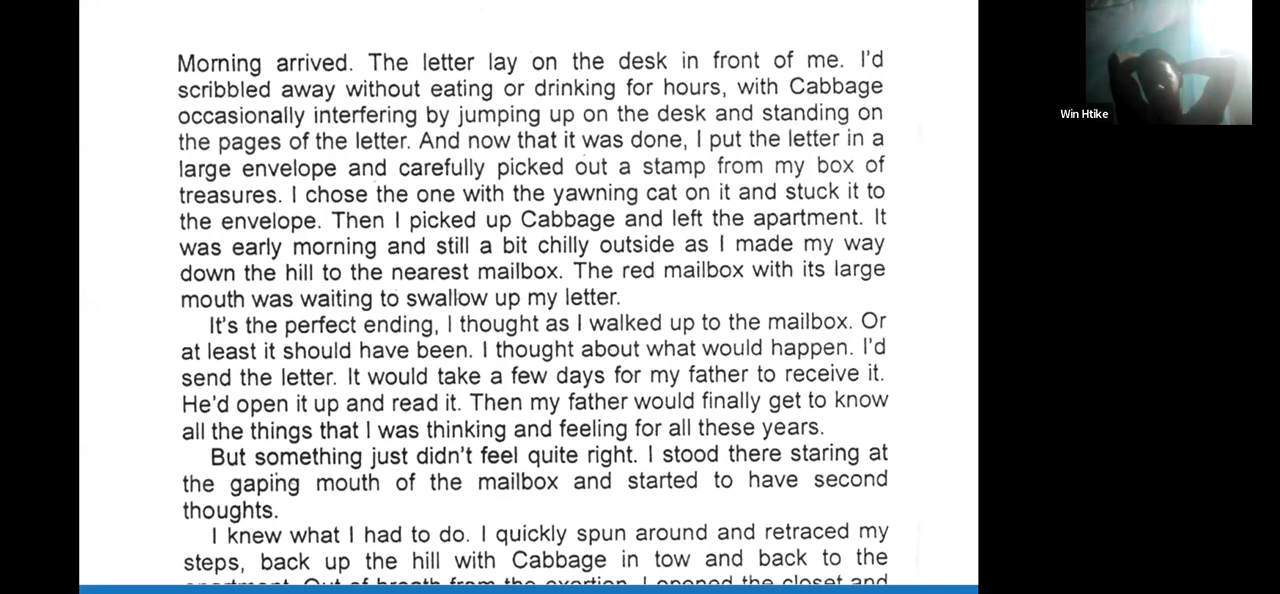 Morning arrived. The letter lay on the desk in front of me. I'd
scribbled away without eating or drinking for hours, with Cabbage
occasionally interfering by jumping up on the desk and standing on
the pages of the letter. And now that it was done, I put the letter in a
large envelope and carefully picked out a stamp from my box of
treasures. I chose the one with the yawning cat on it and stuck it to
the envelope. Then I picked up Cabbage and left the apartment. It
was early morning and still a bit chilly outside as I made my way
down the hill to the nearest mailbox. The red mailbox with its large
mouth was waiting to swallow up my letter.
It's the perfect ending, I thought as I walked up to the mailbox. Or
at least it should have been. I thought about what would happen. I'd
send the letter. It would take a few days for my father to receive it.
He'd open it up and read it. Then my father would finally get to know
all the things that I was thinking and feeling for all these years.
But something just didn't feel quite right. I stood there staring at
the gaping mouth of the mailbox and started to have second
thoughts.
I knew what I had to do. I quickly spun around and retraced my
steps, back up the hill with Cabbage in tow and back to the
apartment. Out of breath from the exertion, I opened the closet and
Win Htike